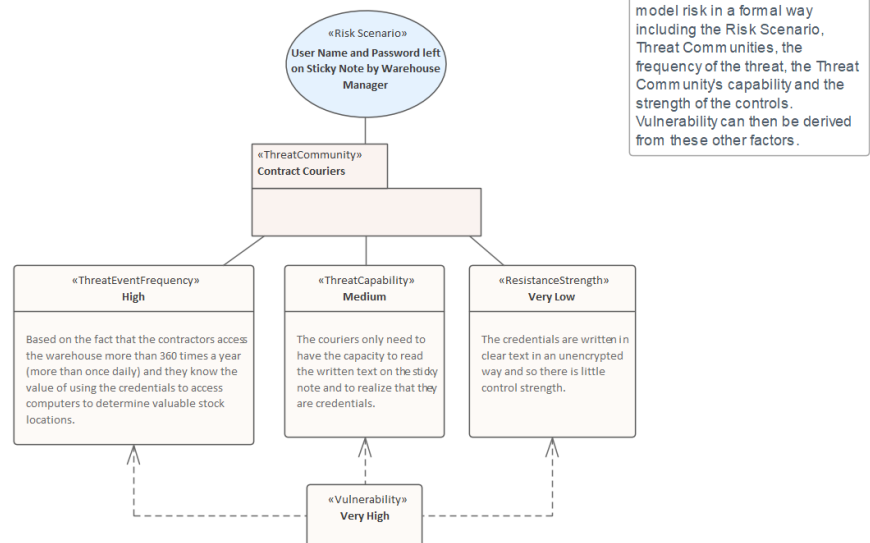 model risk in a formal way
including the Risk Scenario,
Threat Communities, the
frequency of the threat, the Threat
Community's capability and the
strength of the controls.
Vulnerability can then be derived
from these other factors.
«Risk Scenario»
User Name and Password left
on Sticky Note by Warehouse
Manager
«ThreatCommunity»
Contract Couriers
«ThreatEventFrequency»
High
Based on the fact that the contractors access
the warehouse more than 360 times a year
(more than once daily) and they know the
value of using the credentials to access
computers to determine valuable stock
locations.
«ThreatCapability»
Medium
The couriers only need to
have the capacity to read
the written text on the sticky
note and to realize that they
are credentials.
«ResistanceStrength»
Very Low
The credentials are written in
clear text in an unencrypted
way and so there is little
control strength.
«Vulnerability»
Very High